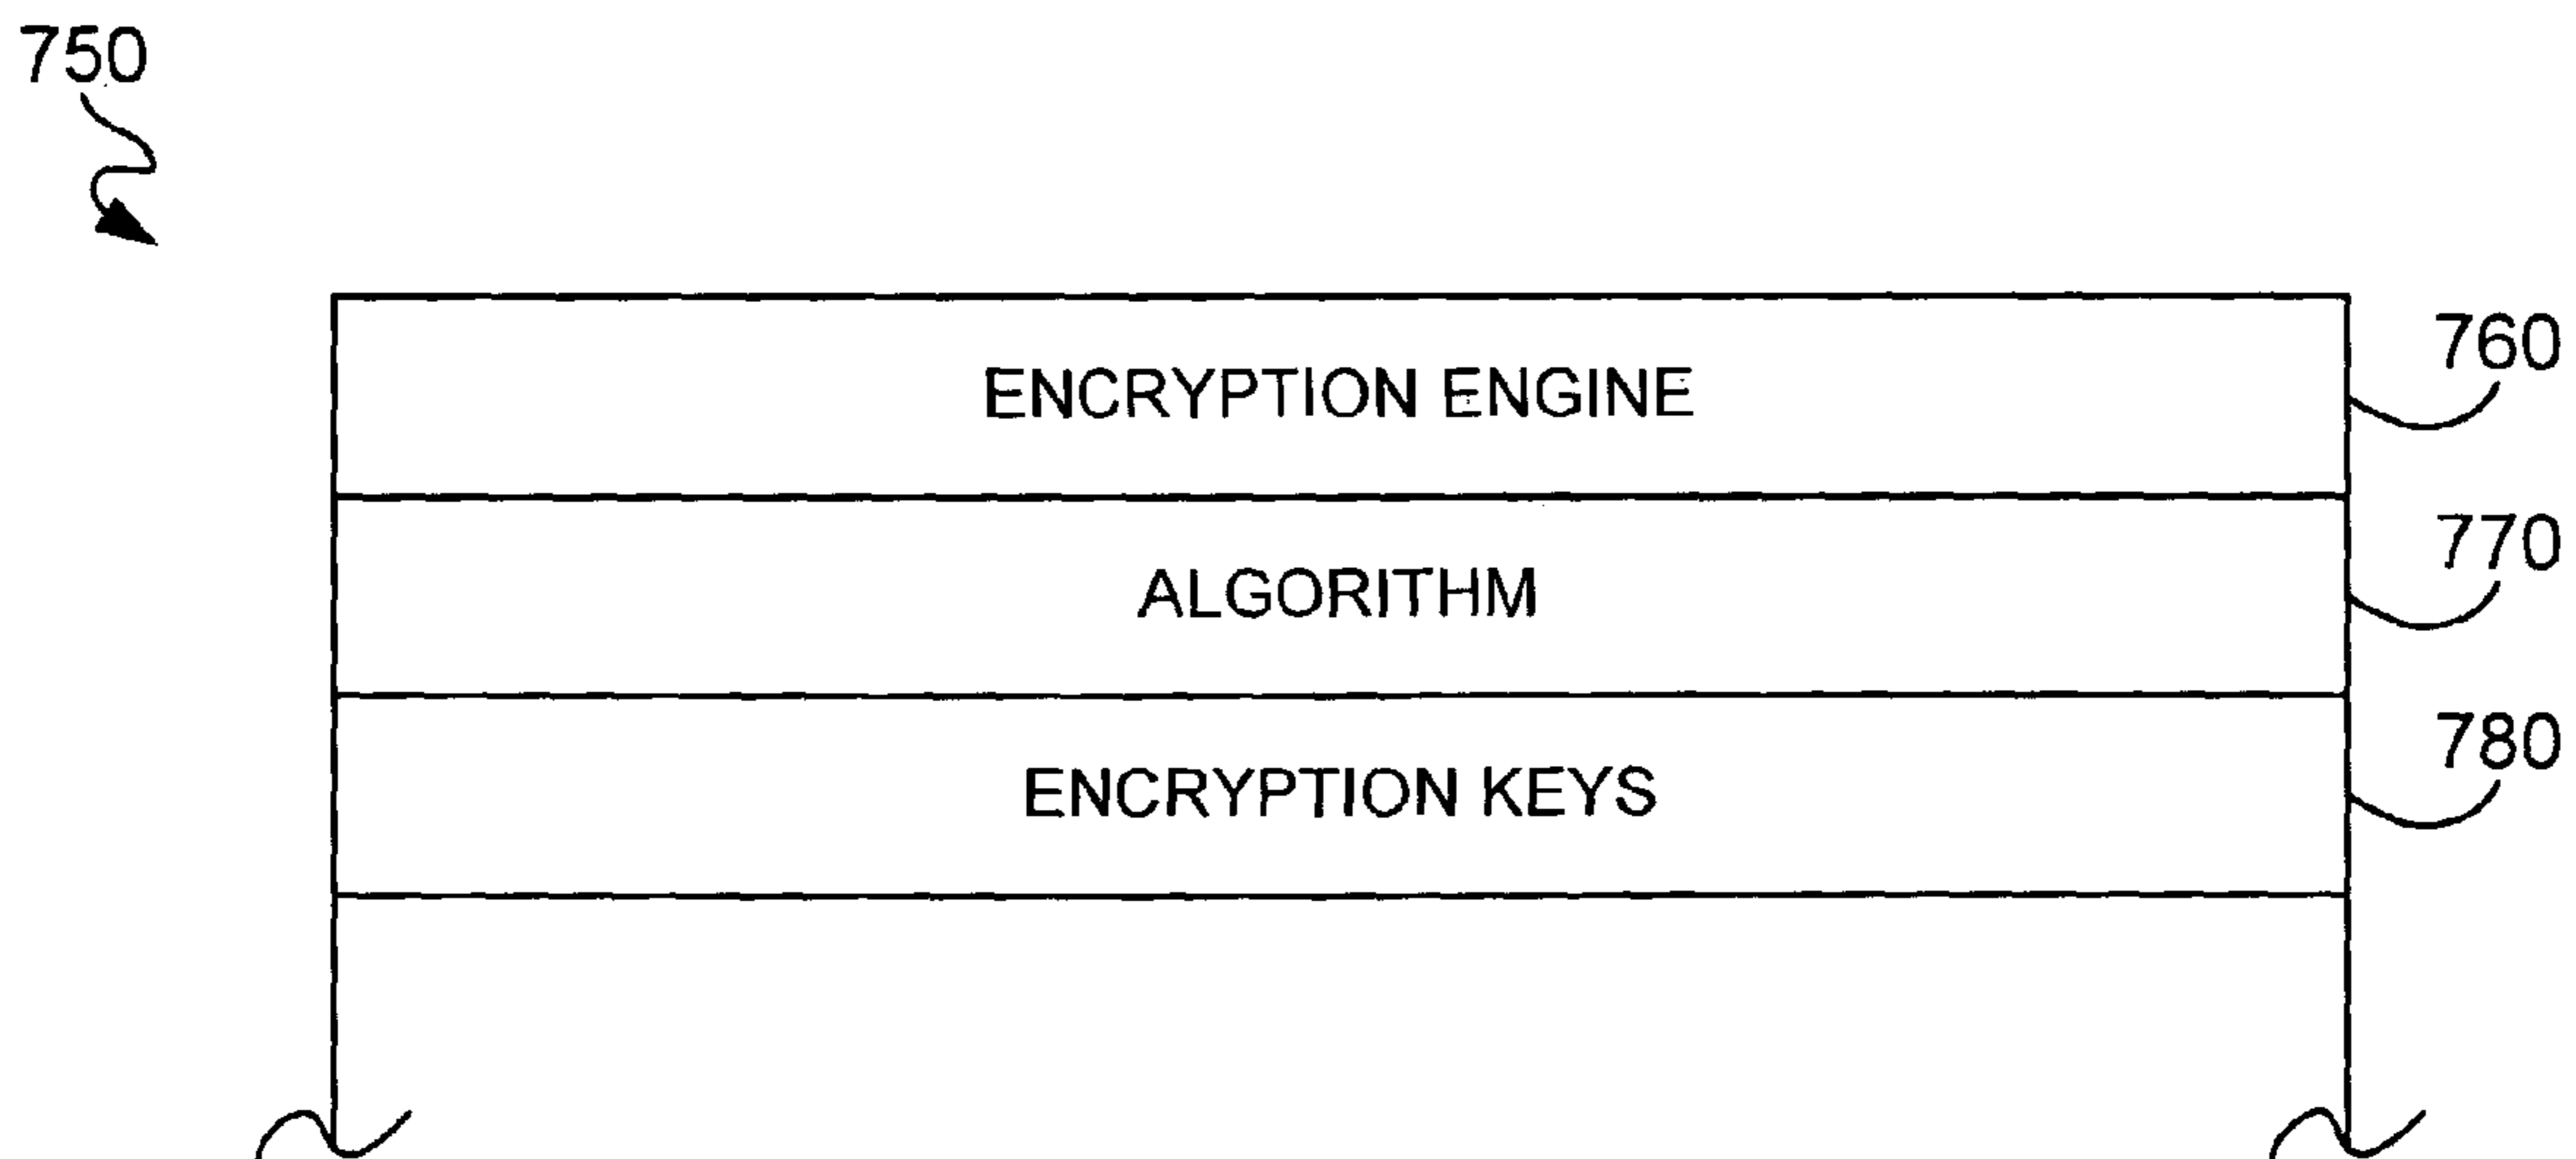 750
ENCRYPTION ENGINE
760
ALGORITHM
770
ENCRYPTION KEYS
780